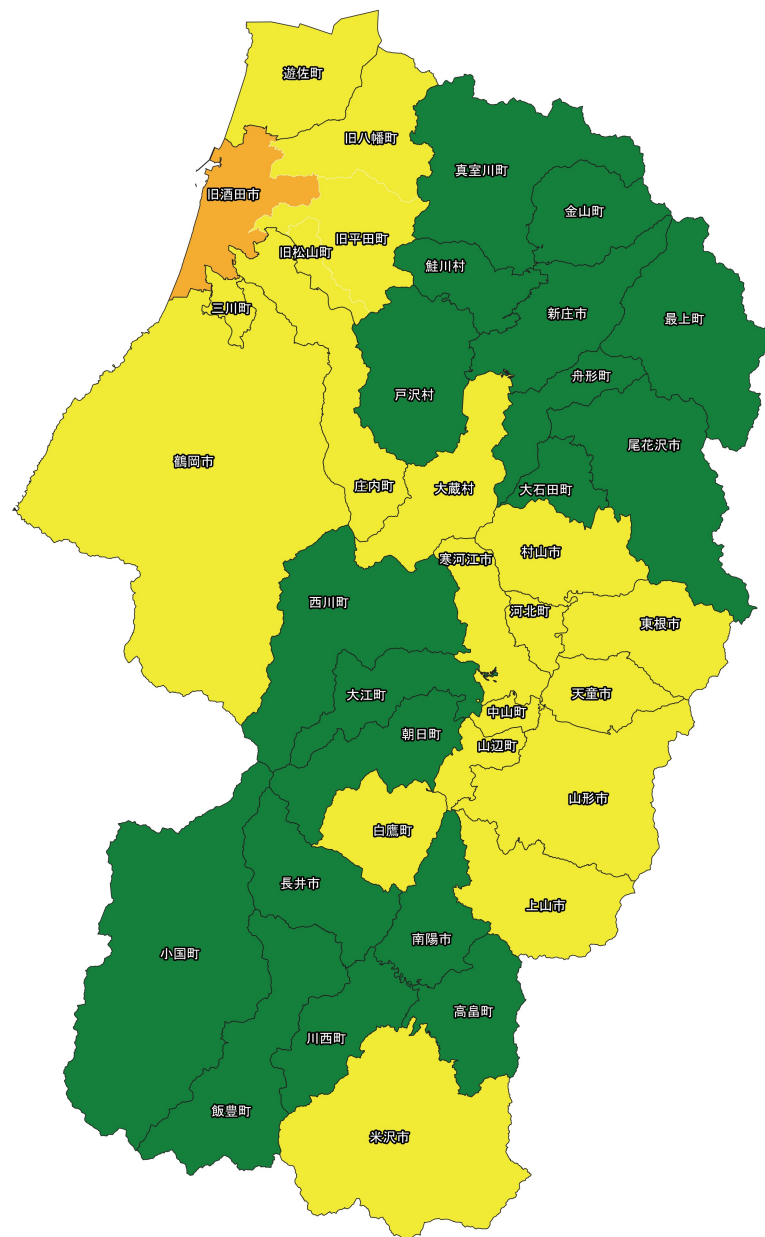 遊佐町
旧八幡町
真室川町
旧酒田市
金山町
旧平田町
旧松山町
鮭川村
三川町
新庄市
最上町
舟形町
戸沢村
尾花沢市
鶴岡市
庄内町
大蔵村
大石田町
村山市
寒河江市
西川町
河北町
東根市
大江町
天童市
中山町
朝日町
山辺町
山形市
白鷹町
長井市
上山市
南陽市
小国町
高畠町
川西町
飯豊町
米沢市